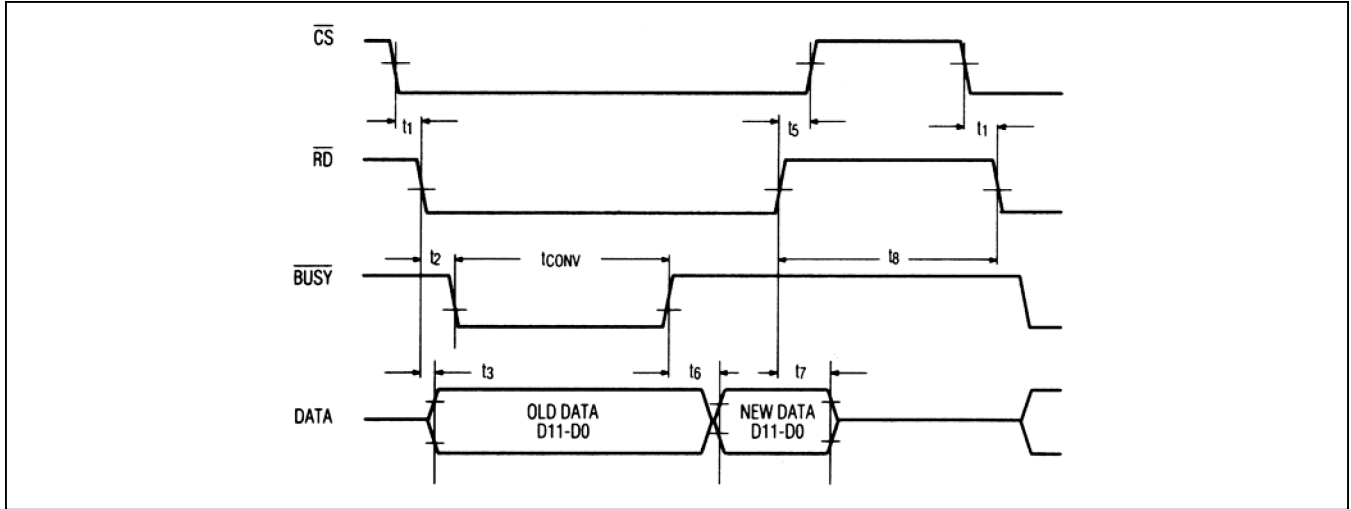 CS
t1
t5
t1
RD
t2
tCONV
t8
BUSY
t3
t6
t7
DATA
OLD DATA
D11-D0
NEW DATA
D11-D0